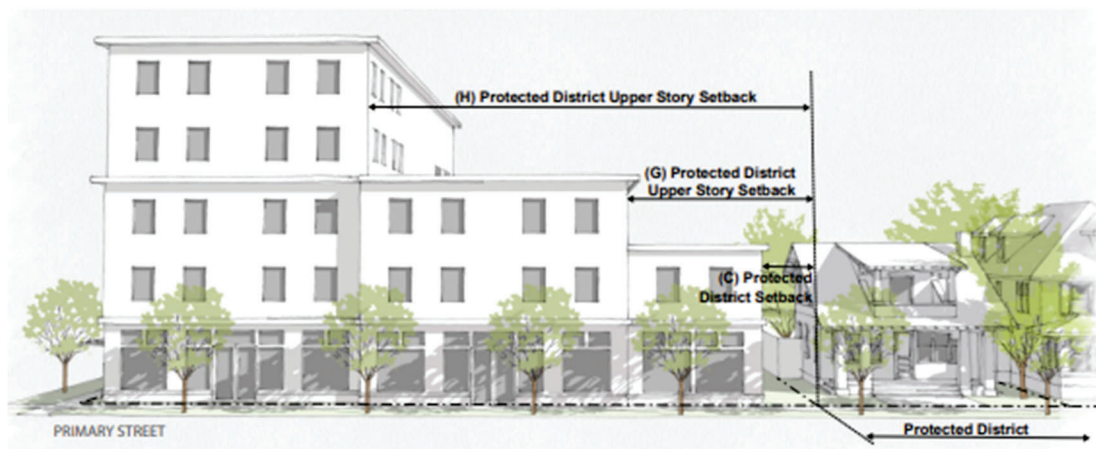 (H) Protected District Upper Story Setback
(G) Protected District
Upper Story Setback
(C) Protected
District Setback
PRIMARY STREET
Protected District